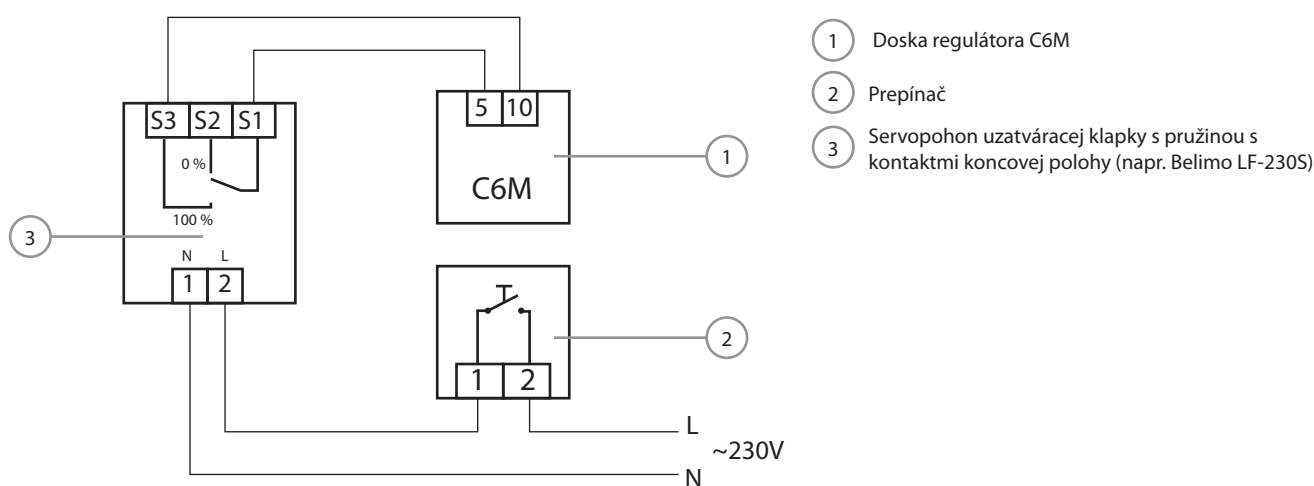 S3 S2 S1
0 %
100 %
N L
1 2
3
5 10
C6M
1
1 2
2
L
~230V
N
1 Doska regulátora C6M
2 Prepínač
3 Servopohon uzatváracej klapky s pružinou s
kontaktmi koncovej polohy (napr. Belimo LF-230S)